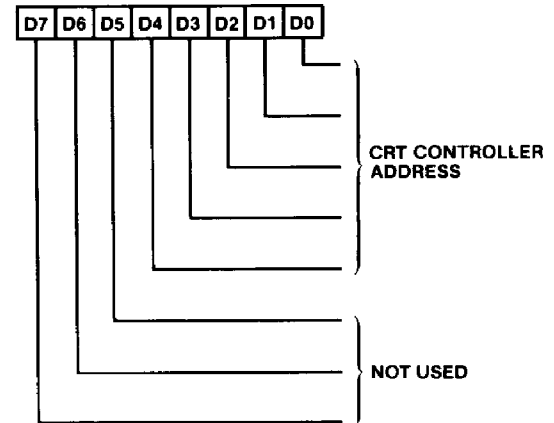 D7 D6 D5 D4 D3 D2 D1 D0
CRT CONTROLLER
ADDRESS
NOT USED